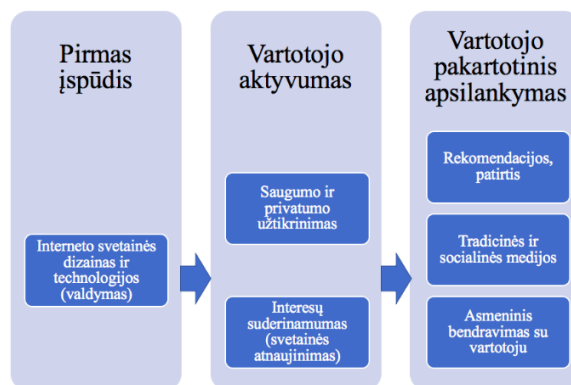 Pirmas
įspūdis
Interneto svetainės
dizainas ir
technologijos
(valdymas)
Vartotojo
aktyvumas
Saugumo ir
privatumo
užtikrinimas
Interesų
suderinamumas
(svetainės
atnaujinimas)
Vartotojo
pakartotinis
apsilankymas
Rekomendacijos,
patirtis
Tradicinės ir
socialinės medijos
Asmeninis
bendravimas su
vartotoju